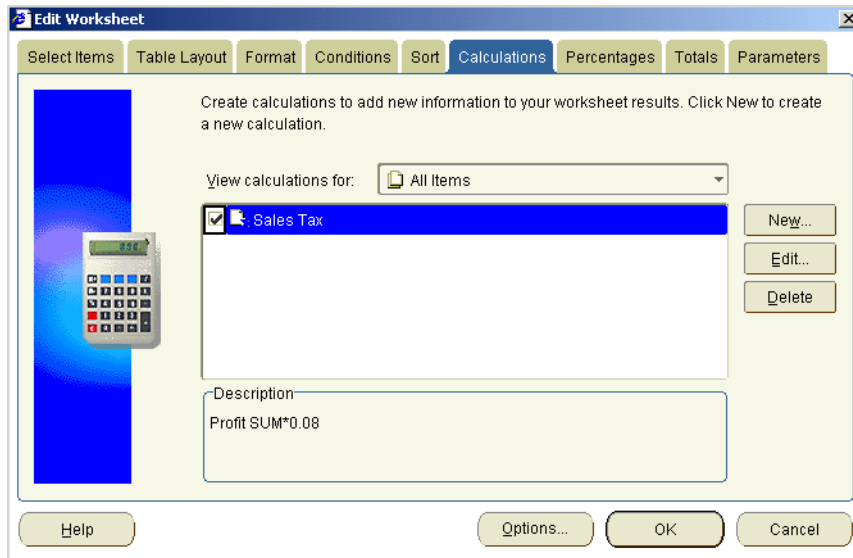 Edit Worksheet
Select Items Table Layout Format Conditions Sort Calculations Percentages Totals Parameters
Create calculations to add new information to your worksheet results. Click New to create
a new calculation.
View calculations for: All Items
Sales Tax
New...
Edit...
Delete
Description
Profit SUM*0.08
Help Options... OK Cancel